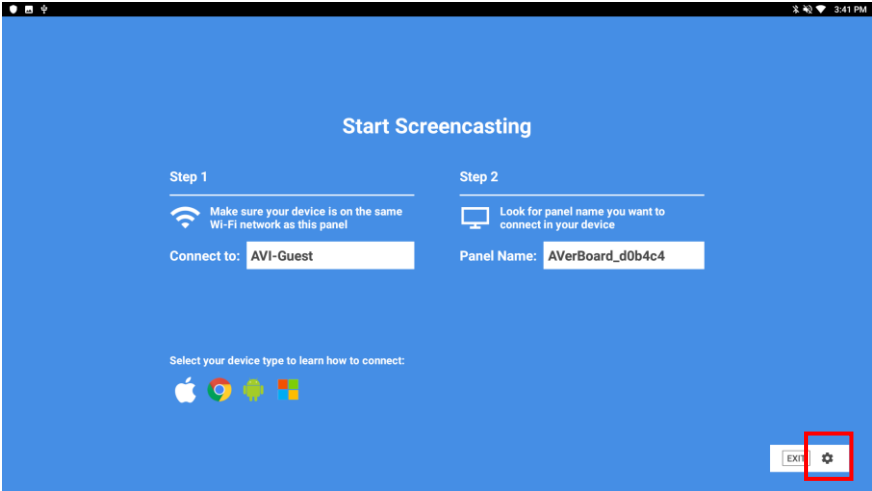 3:41 PM
Start Screencasting
Step 1
Make sure your device is on the same
Wi-Fi network as this panel
Connect to: AVI-Guest
Step 2
Look for panel name you want to
connect in your device
Panel Name: AVerBoard_d0b4c4
Select your device type to learn how to connect:
EXIT